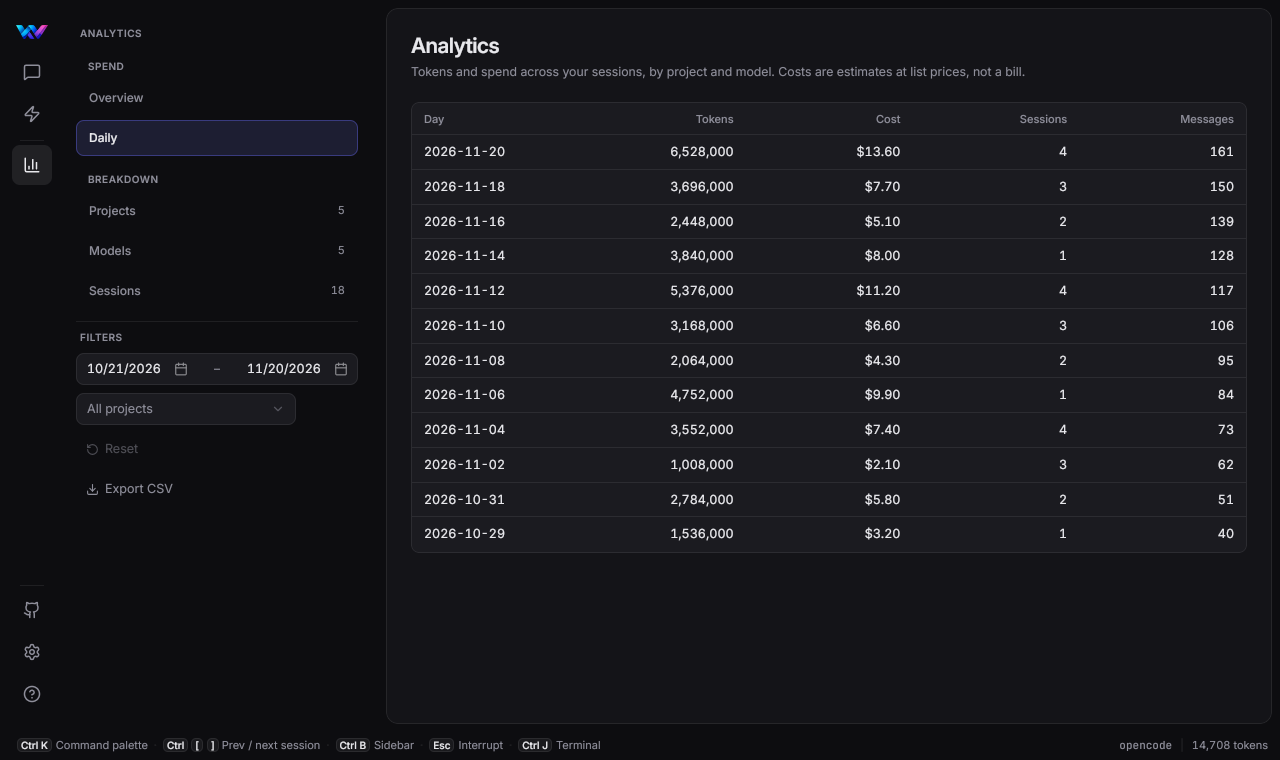 ANALYTICS
SPEND
Overview
Daily
BREAKDOWN
Projects 5
Models 5
Sessions 18
FILTERS
10/21/2026 – 11/20/2026
All projects
Reset
Export CSV
Analytics
Tokens and spend across your sessions, by project and model. Costs are estimates at list prices, not a bill.
Day Tokens Cost Sessions Messages
2026-11-20 6,528,000 $13.60 4 161
2026-11-18 3,696,000 $7.70 3 150
2026-11-16 2,448,000 $5.10 2 139
2026-11-14 3,840,000 $8.00 1 128
2026-11-12 5,376,000 $11.20 4 117
2026-11-10 3,168,000 $6.60 3 106
2026-11-08 2,064,000 $4.30 2 95
2026-11-06 4,752,000 $9.90 1 84
2026-11-04 3,552,000 $7.40 4 73
2026-11-02 1,008,000 $2.10 3 62
2026-10-31 2,784,000 $5.80 2 51
2026-10-29 1,536,000 $3.20 1 40
Ctrl K Command palette · Ctrl [ ] Prev / next session · Ctrl B Sidebar · Esc Interrupt · Ctrl J Terminal opencode 14,708 tokens